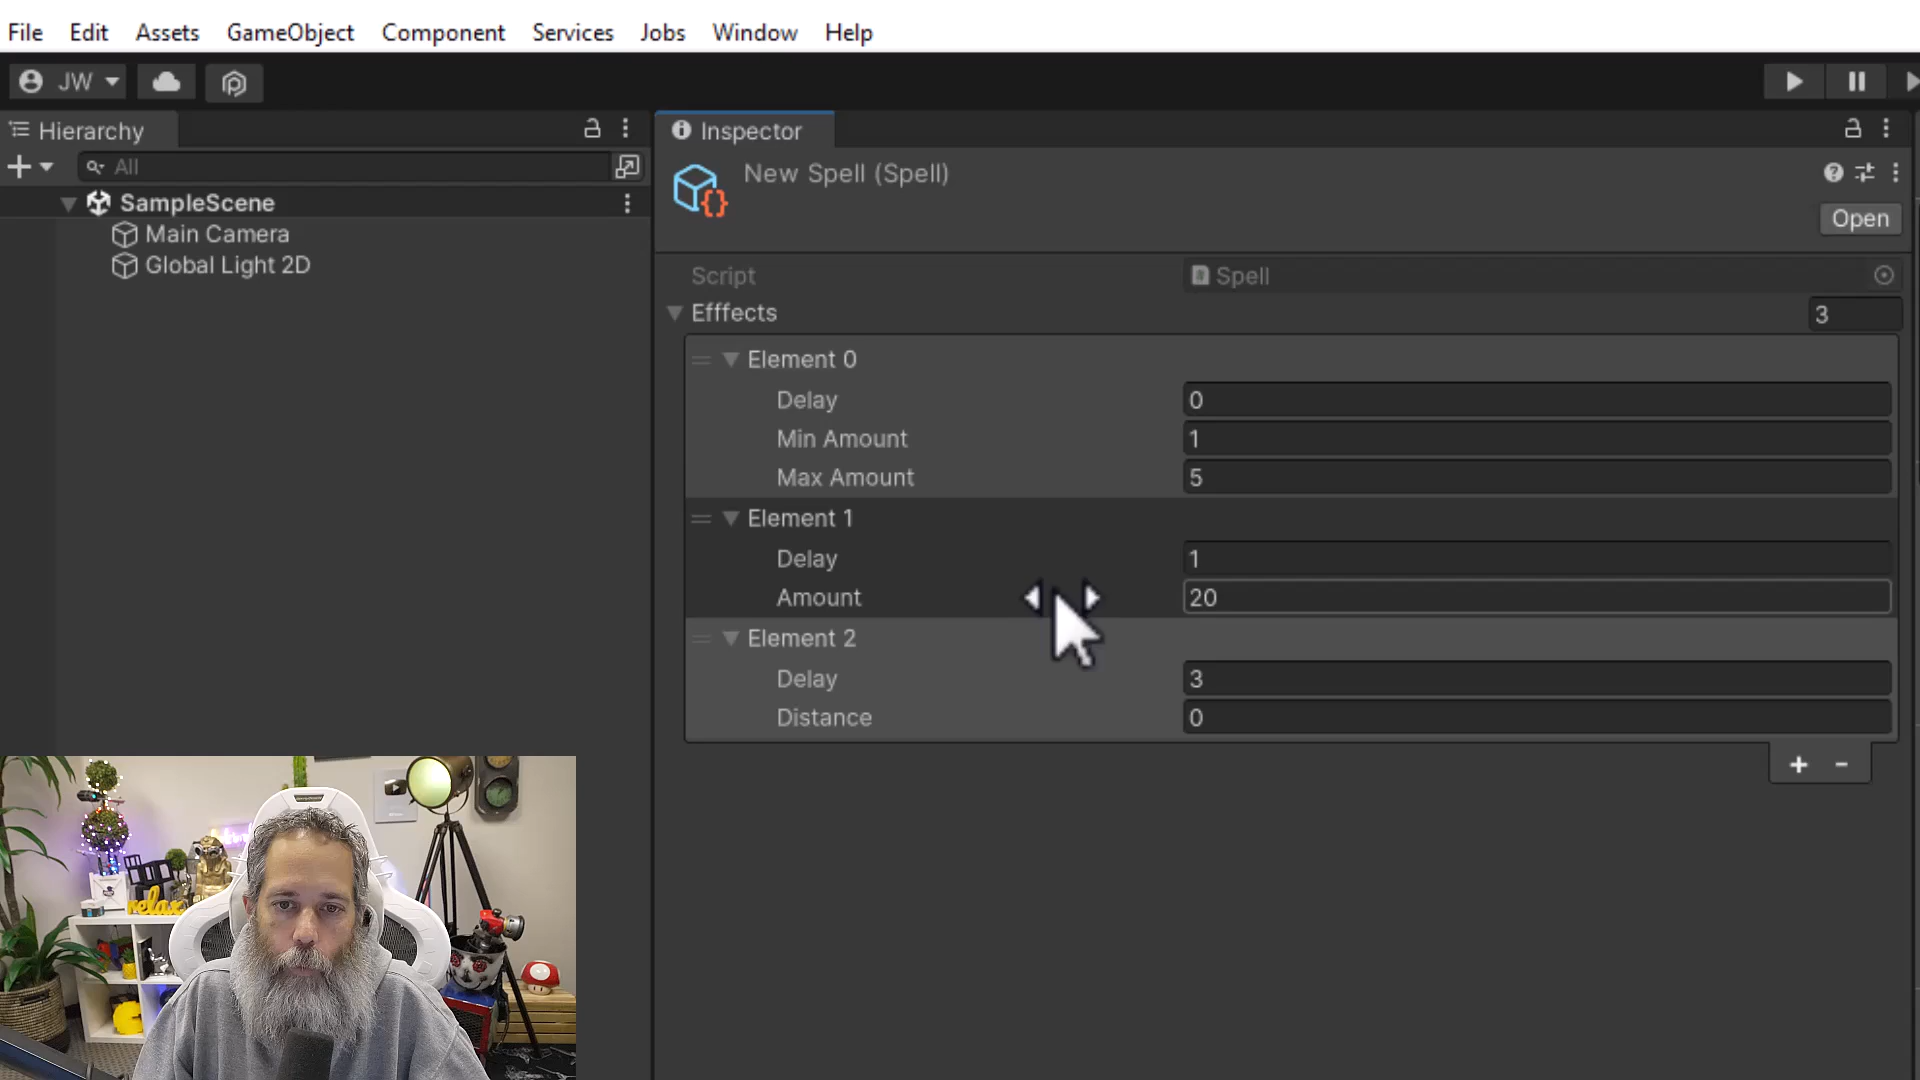 File Edit Assets GameObject Component Services Jobs Window Help
JW
Hierarchy
All
SampleScene
Main Camera
Global Light 2D
Inspector
New Spell (Spell)
Open
Script Spell
Efffects 3
Element 0
Delay 0
Min Amount 1
Max Amount 5
Element 1
Delay 1
Amount 20
Element 2
Delay 3
Distance 0
relax